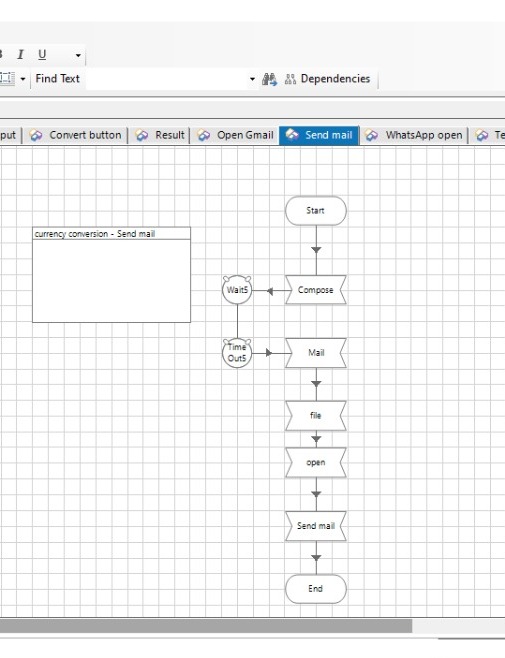 I U
Find Text
Dependencies
put Convert button Result Open Gmail Send mail WhatsApp open Te
Start
currency conversion - Send mail
Wait5
Compose
Time
Out5
Mail
file
open
Send mail
End